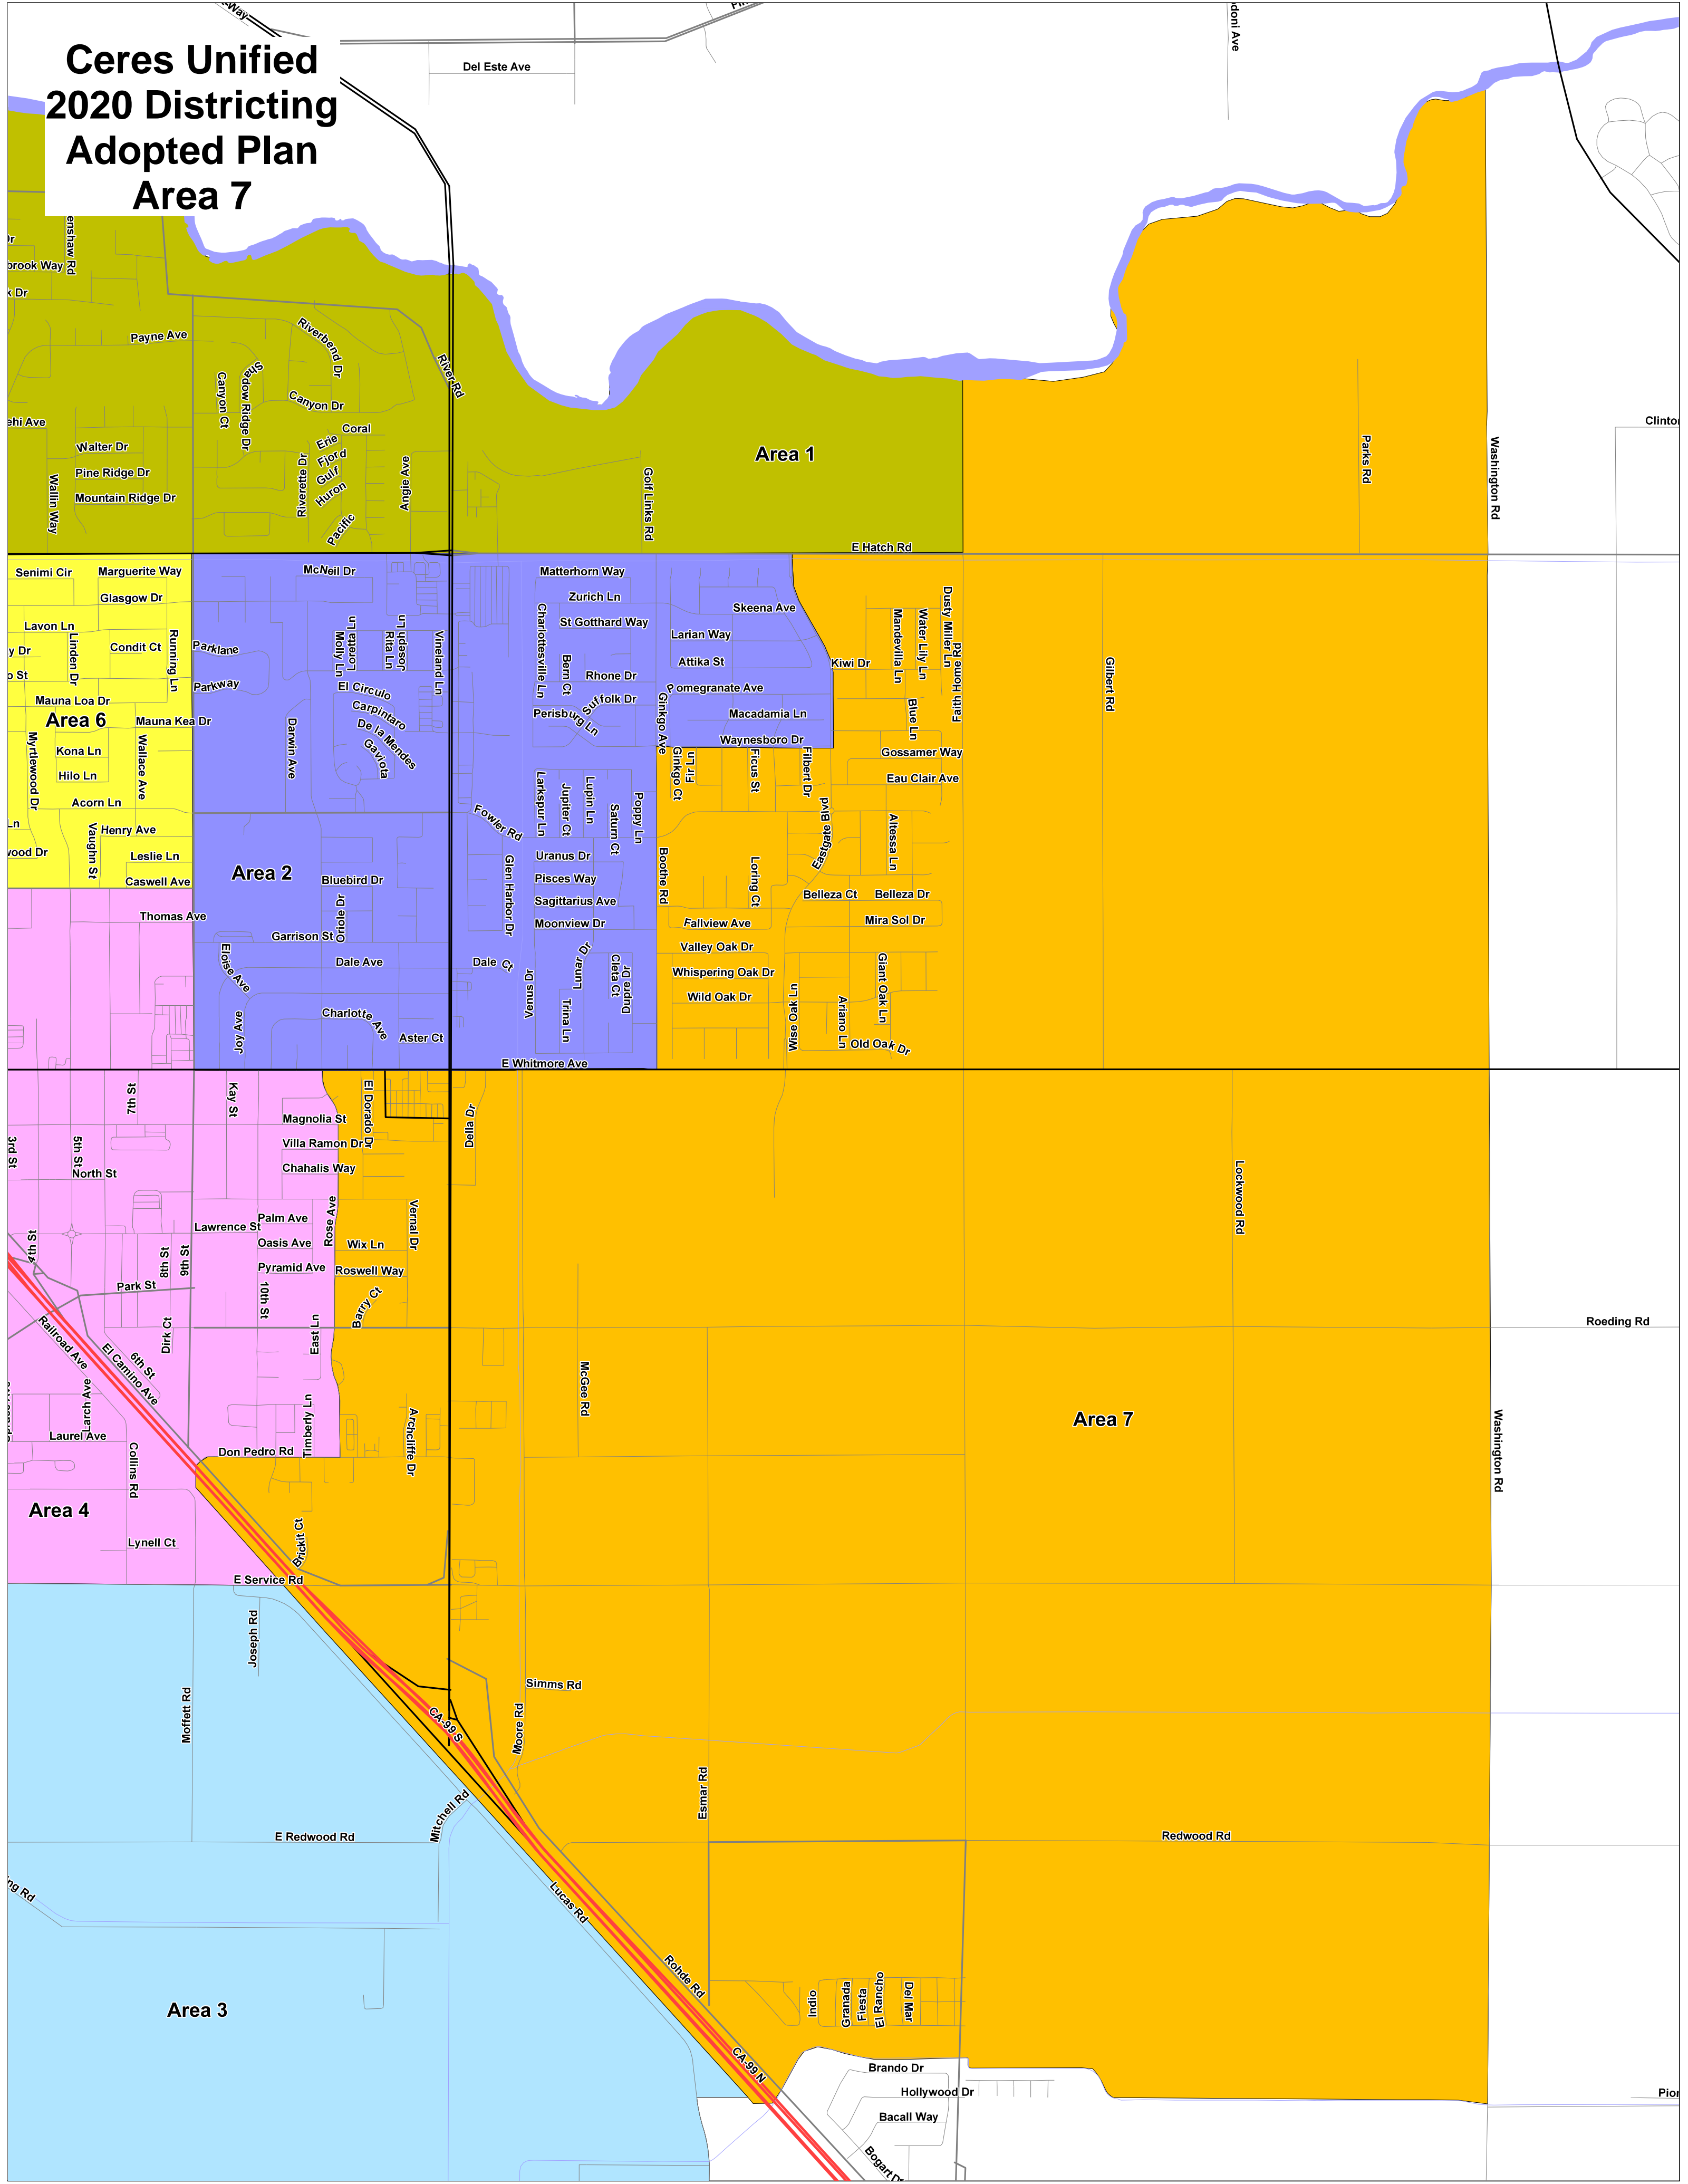 Ceres Unified
2020 Districting
Adopted Plan
Area 7
Del Este Ave
Payne Ave
Riverbend Dr
River Rd
Shadow Ridge Dr
Canyon Ct
Canyon Dr
Coral
Erie
Fjord
Gulf
Huron
Pacific
Riverette Dr
Angie Ave
Walter Dr
Pine Ridge Dr
Mountain Ridge Dr
Wallin Way
Golf Links Rd
Area 1
E Hatch Rd
Parks Rd
Washington Rd
Senimi Cir
Marguerite Way
Glasgow Dr
Lavon Ln
Linden Dr
Condit Ct
Running Ln
Mauna Loa Dr
Area 6
Mauna Kea Dr
Myrtlewood Dr
Kona Ln
Wallace Ave
Hilo Ln
Acorn Ln
Henry Ave
Vaughn St
Leslie Ln
Caswell Ave
Thomas Ave
McNeil Dr
Parklane
Parkway
Molly Ln
Loretta Ln
Rita Ln
Joseph Ln
Vineland Ln
El Circulo
Carpintaro
De la Mendes
Gaviota
Darwin Ave
Area 2
Bluebird Dr
Oriole Dr
Garrison St
Eloise Ave
Dale Ave
Joy Ave
Charlotte Ave
Aster Ct
Matterhorn Way
Zurich Ln
St Gotthard Way
Charlottesville Ln
Bern Ct
Rhone Dr
Suffolk Dr
Perisburg Ln
Skeena Ave
Larian Way
Attika St
Pomegranate Ave
Macadamia Ln
Waynesboro Dr
Ginkgo Ave
Fowler Rd
Larkspur Ln
Jupiter Ct
Lupin Ln
Saturn Ct
Poppy Ln
Glen Harbor Dr
Uranus Dr
Pisces Way
Sagittarius Ave
Moonview Dr
Dale Ct
Venus Dr
Lunar Dr
Trina Ln
Cleta Ct
Dupre Dr
E Whitmore Ave
Kiwi Dr
Mandevilla Ln
Water Lily Ln
Dusty Miller Ln
Faith Home Rd
Blue Ln
Gossamer Way
Eau Clair Ave
Ginkgo Ct
Fir Ln
Ficus St
Filbert Dr
Eastgate Blvd
Altessa Ln
Boothe Rd
Loring Ct
Belleza Ct
Belleza Dr
Fallview Ave
Mira Sol Dr
Valley Oak Dr
Whispering Oak Dr
Wild Oak Dr
Giant Oak Ln
Wise Oak Ln
Ariano Ln
Old Oak Dr
Gilbert Rd
7th St
Kay St
3rd St
5th St
North St
Magnolia St
Villa Ramon Dr
Chahalis Way
El Dorado Dr
Della Dr
4th St
8th St
9th St
Lawrence St
Palm Ave
Oasis Ave
Pyramid Ave
10th St
Rose Ave
Wix Ln
Roswell Way
Vernal Dr
Barry Ct
Park St
Dirk Ct
East Ln
Railroad Ave
6th St
El Camino Ave
Larch Ave
Laurel Ave
Collins Rd
Don Pedro Rd
Timberly Ln
Archcliffe Dr
McGee Rd
Lockwood Rd
Roeding Rd
Area 7
Washington Rd
Area 4
Lynell Ct
Brickit Ct
E Service Rd
Joseph Rd
Moffett Rd
Simms Rd
CA-99 S
Moore Rd
Mitchell Rd
Esmar Rd
E Redwood Rd
Redwood Rd
Lucas Rd
Rohde Rd
Area 3
Indio
Granada
Fiesta
El Rancho
Del Mar
CA-99 N
Brando Dr
Hollywood Dr
Bacall Way